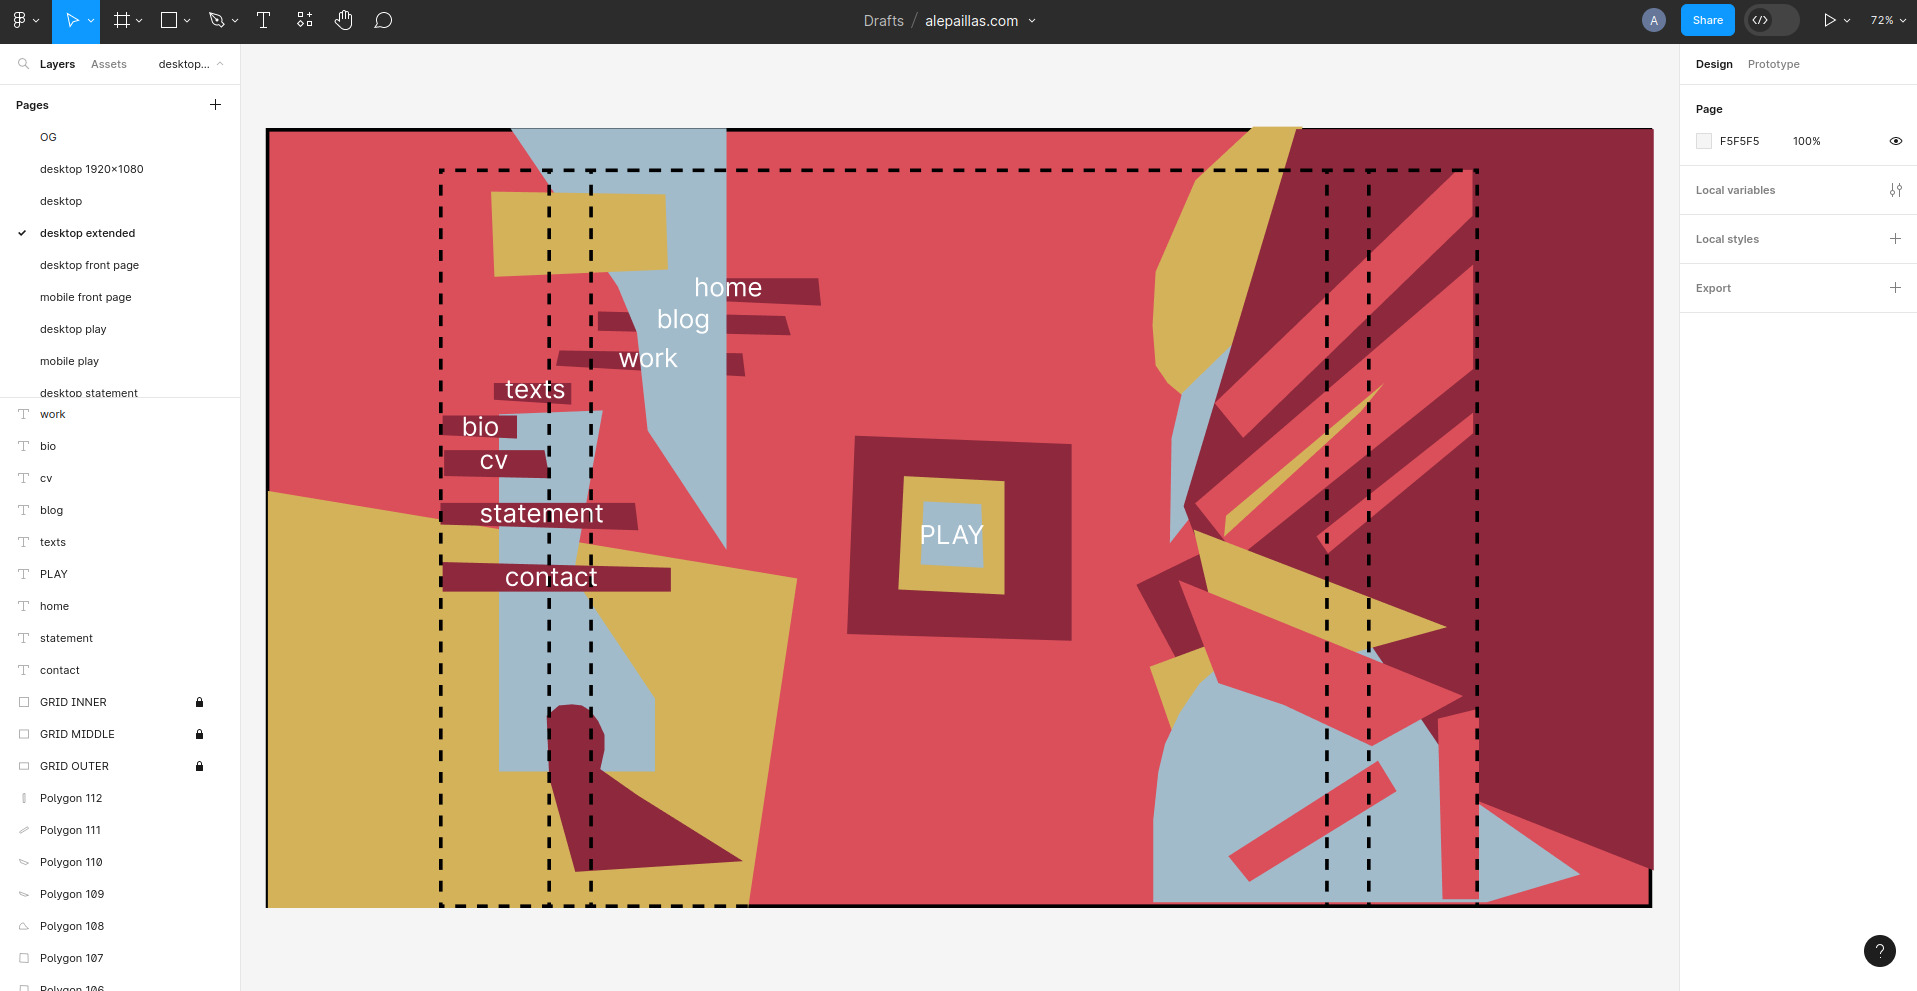 Drafts / alepaillas.com
A
Share
72%
Layers
Assets
desktop...
Pages
OG
desktop 1920×1080
desktop
desktop extended
desktop front page
mobile front page
desktop play
mobile play
desktop statement
work
bio
cv
blog
texts
PLAY
home
statement
contact
GRID INNER
GRID MIDDLE
GRID OUTER
Polygon 112
Polygon 111
Polygon 110
Polygon 109
Polygon 108
Polygon 107
Polygon 106
home
blog
work
texts
bio
cv
statement
contact
PLAY
Design
Prototype
Page
F5F5F5
100%
Local variables
Local styles
Export
?